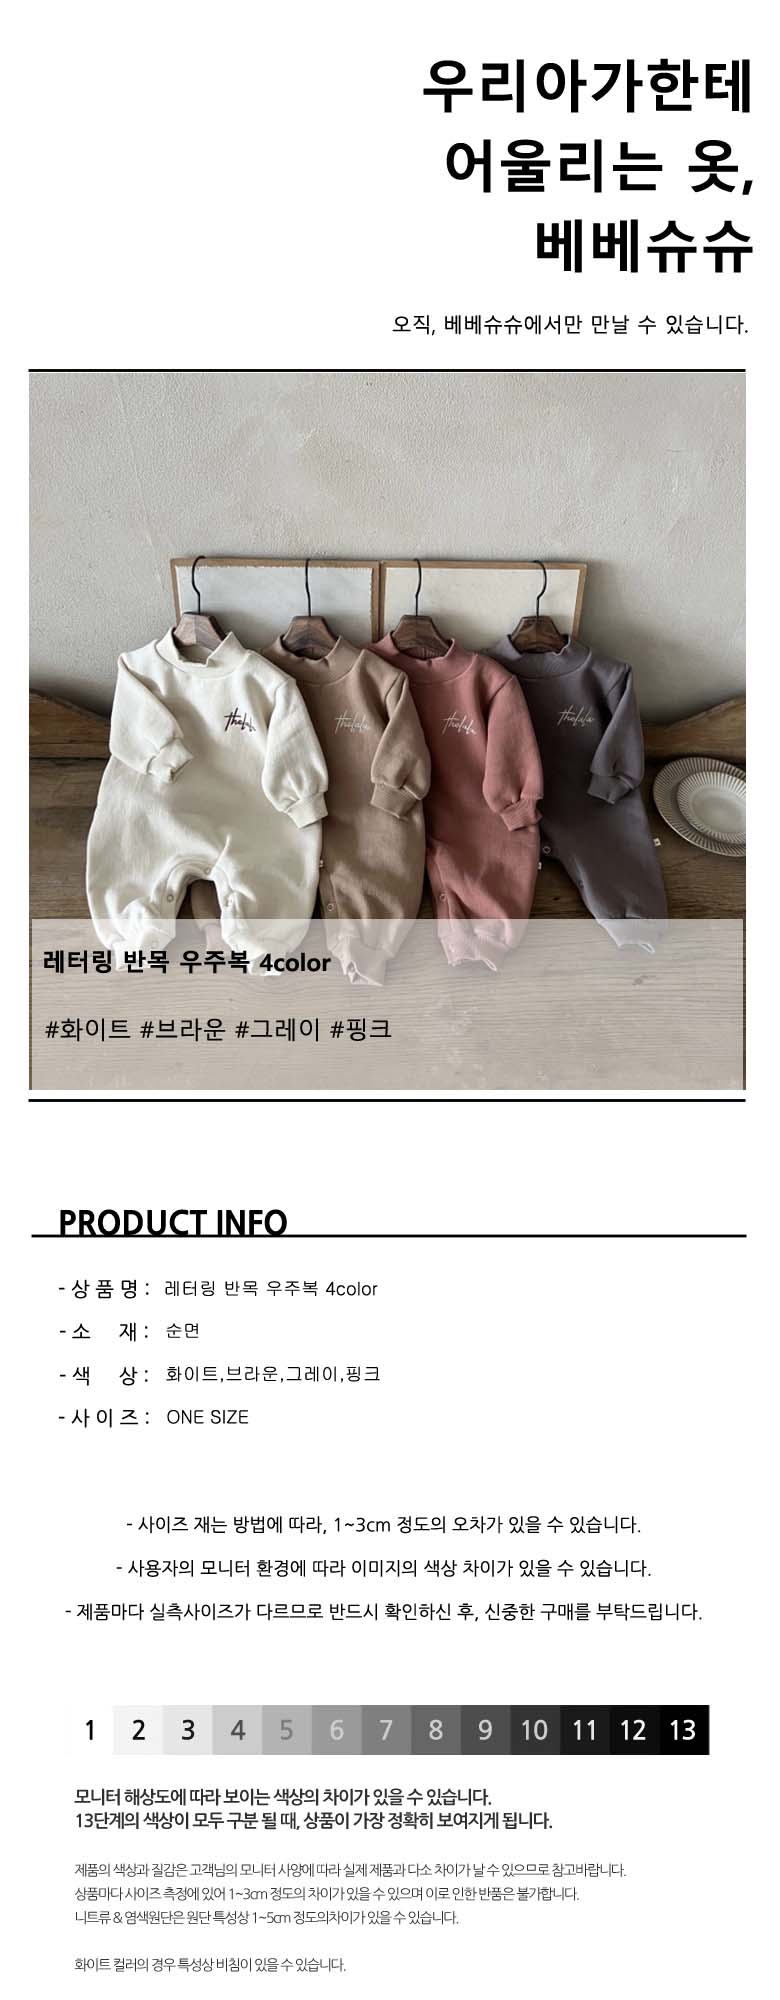 우리아가한테
어울리는 옷,
베베슈슈
오직, 베베슈슈에서만 만날 수 있습니다.
thelulu thelulu thelulu thelulu
레터링 반목 우주복 4color
#화이트 #브라운 #그레이 #핑크
PRODUCT INFO
- 상 품 명 : 레터링 반목 우주복 4color
- 소 재 : 순면
- 색 상 : 화이트,브라운,그레이,핑크
- 사 이 즈 : ONE SIZE
- 사이즈 재는 방법에 따라, 1~3cm 정도의 오차가 있을 수 있습니다.
- 사용자의 모니터 환경에 따라 이미지의 색상 차이가 있을 수 있습니다.
- 제품마다 실측사이즈가 다르므로 반드시 확인하신 후, 신중한 구매를 부탁드립니다.
1 2 3 4 5 6 7 8 9 10 11 12 13
모니터 해상도에 따라 보이는 색상의 차이가 있을 수 있습니다.
13단계의 색상이 모두 구분 될 때, 상품이 가장 정확히 보여지게 됩니다.
제품의 색상과 질감은 고객님의 모니터 사양에 따라 실제 제품과 다소 차이가 날 수 있으므로 참고바랍니다.
상품마다 사이즈 측정에 있어 1~3cm 정도의 차이가 있을 수 있으며 이로 인한 반품은 불가합니다.
니트류 & 염색원단은 원단 특성상 1~5cm 정도의차이가 있을 수 있습니다.
화이트 컬러의 경우 특성상 비침이 있을 수 있습니다.